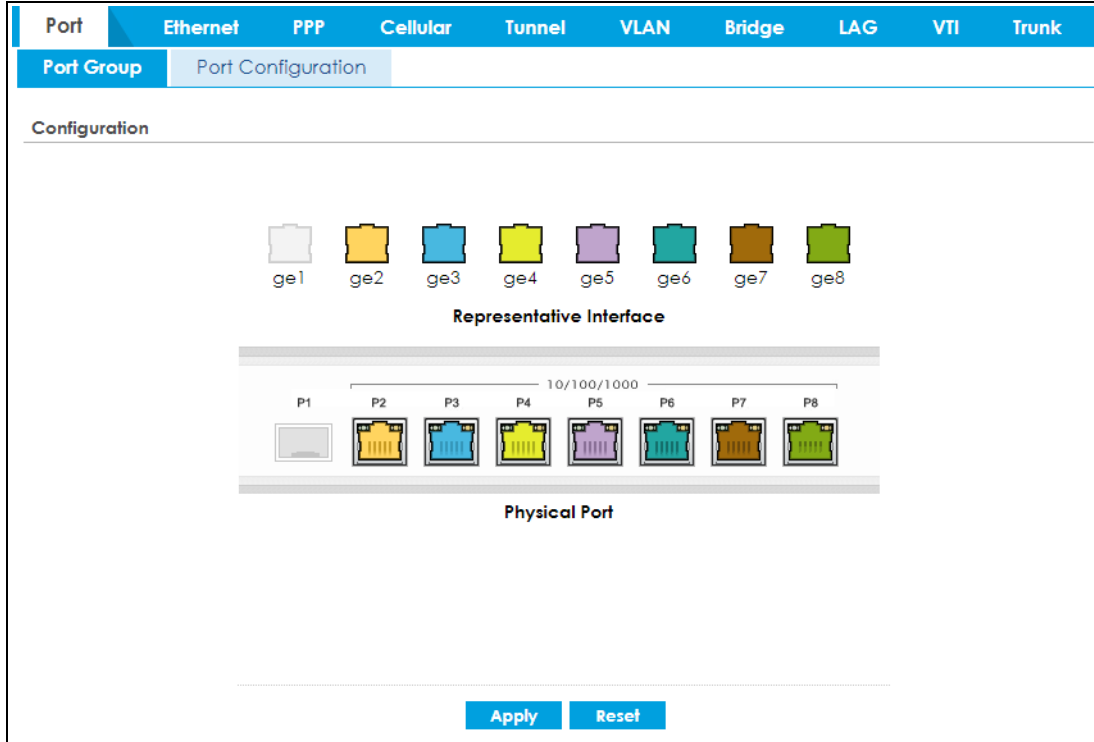 Port Ethernet PPP Cellular Tunnel VLAN Bridge LAG VTI Trunk
Port Group Port Configuration
Configuration
ge1 ge2 ge3 ge4 ge5 ge6 ge7 ge8
Representative Interface
10/100/1000
P1 P2 P3 P4 P5 P6 P7 P8
Physical Port
Apply Reset